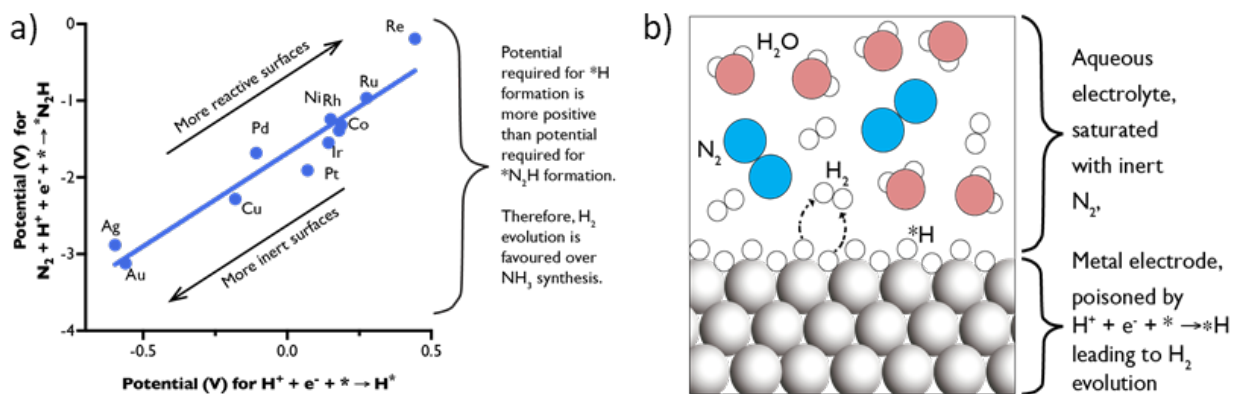 a)
Potential (V) for
N₂ + H⁺ + e⁻ + * → *N₂H
0
-1
-2
-3
-4
-0.5
0.0
0.5
Potential (V) for H⁺ + e⁻ + * → H*
More reactive surfaces
More inert surfaces
Re
Ru
Ni
Rh
Co
Ir
Pd
Pt
Cu
Ag
Au
Potential
required for *H
formation is
more positive
than potential
required for
*N₂H formation.
Therefore, H₂
evolution is
favoured over
NH₃ synthesis.
b)
H₂O
N₂
H₂
*H
Aqueous
electrolyte,
saturated
with inert
N₂,
Metal electrode,
poisoned by
H⁺ + e⁻ + * →*H
leading to H₂
evolution